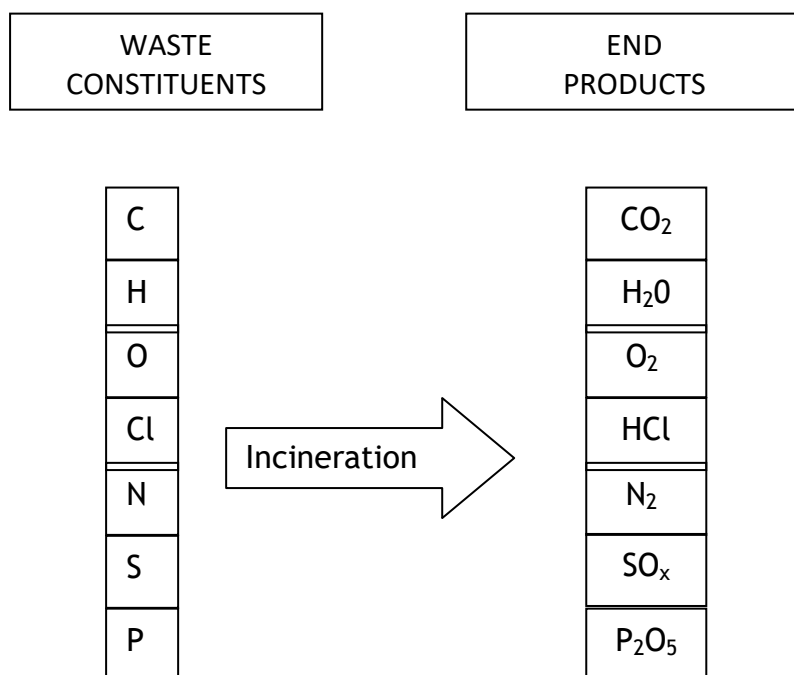 WASTE
CONSTITUENTS
END
PRODUCTS
C
H
O
Cl
N
S
P
Incineration
CO₂
H₂0
O₂
HCl
N₂
SOₓ
P₂O₅